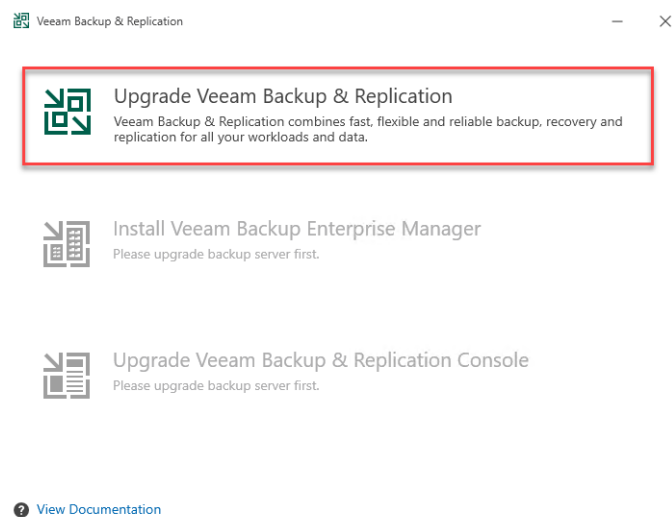 Veeam Backup & Replication
Upgrade Veeam Backup & Replication
Veeam Backup & Replication combines fast, flexible and reliable backup, recovery and
replication for all your workloads and data.
Install Veeam Backup Enterprise Manager
Please upgrade backup server first.
Upgrade Veeam Backup & Replication Console
Please upgrade backup server first.
? View Documentation